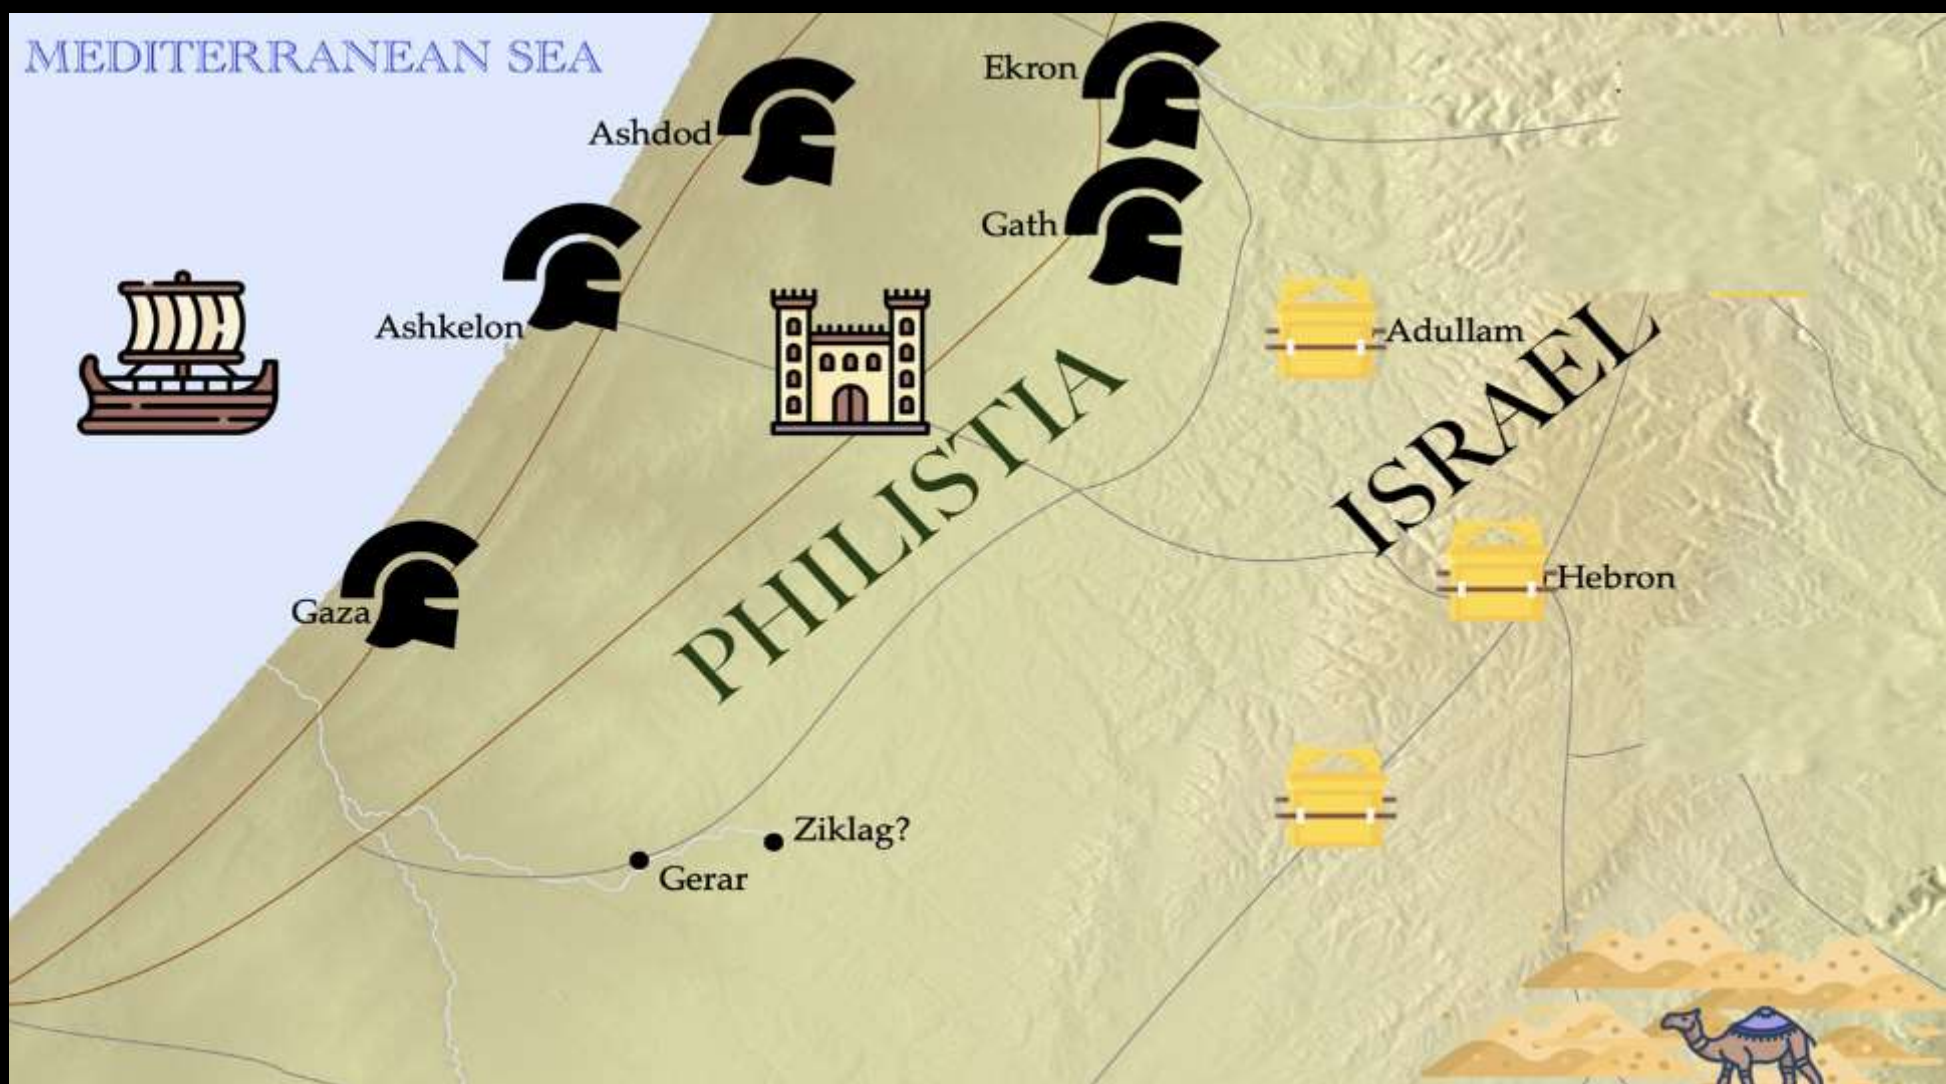 MEDITERRANEAN SEA
Ekron
Ashdod
Gath
Ashkelon
Adullam
ISRAEL
PHILISTIA
Hebron
Gaza
Ziklag?
Gerar